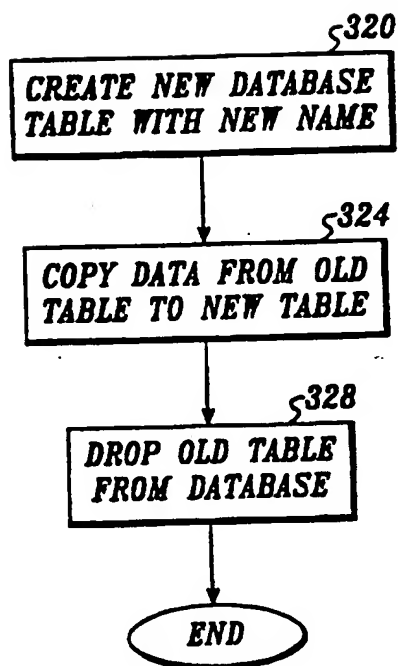 320
CREATE NEW DATABASE
TABLE WITH NEW NAME
324
COPY DATA FROM OLD
TABLE TO NEW TABLE
328
DROP OLD TABLE
FROM DATABASE
END